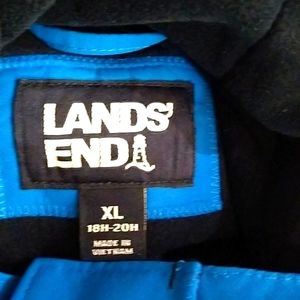 LANDS'
END
XL
18H-20H
MADE IN
VIETNAM